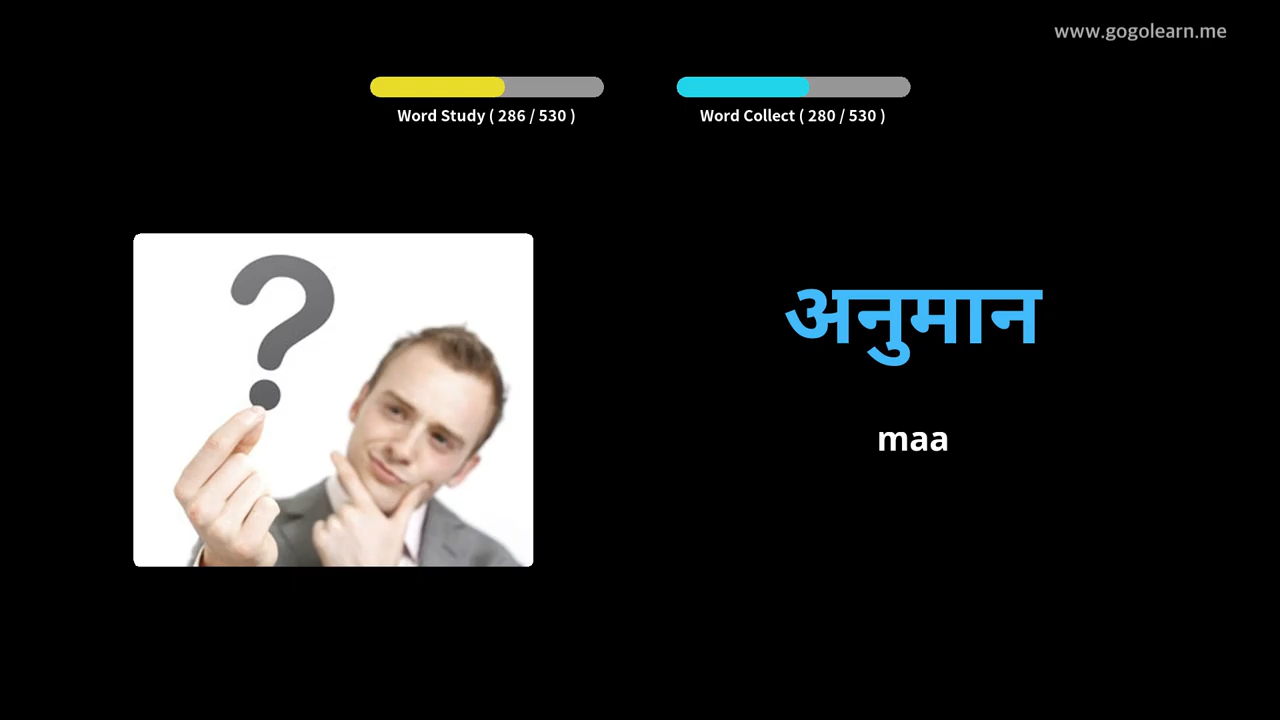 www.gogolearn.me
Word Study ( 286 / 530 )
Word Collect ( 280 / 530 )
?
अनुमान
maa